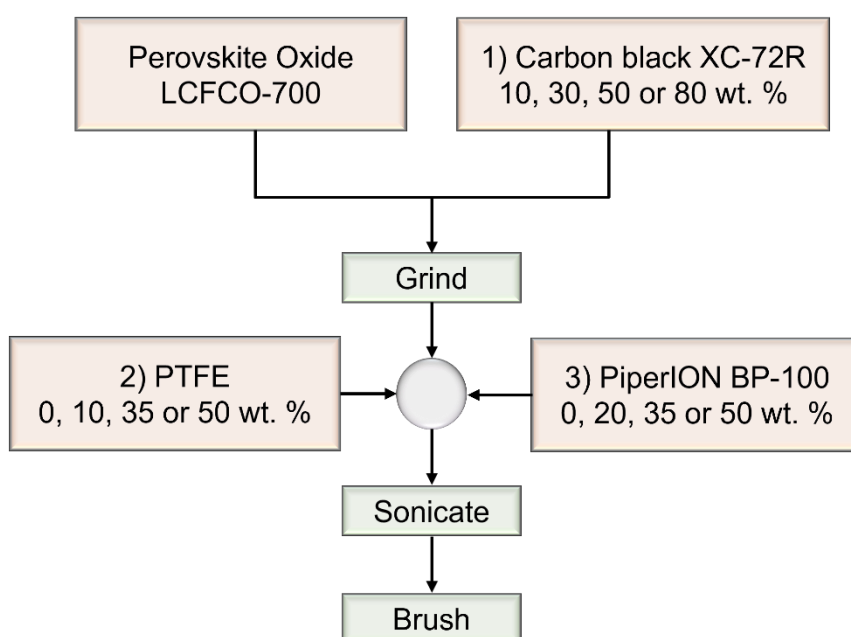 Perovskite Oxide
LCFCO-700
1) Carbon black XC-72R
10, 30, 50 or 80 wt. %
Grind
2) PTFE
0, 10, 35 or 50 wt. %
3) PiperION BP-100
0, 20, 35 or 50 wt. %
Sonicate
Brush